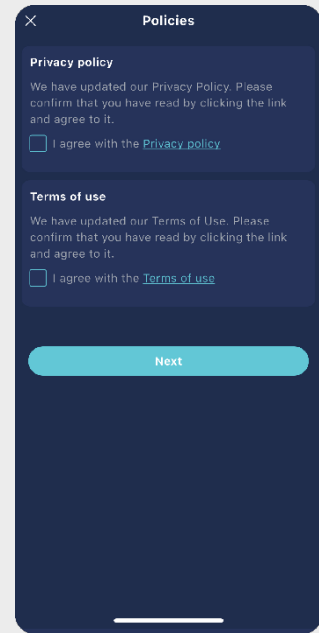 Policies
Privacy policy
We have updated our Privacy Policy. Please
confirm that you have read by clicking the link
and agree to it.
I agree with the Privacy policy
Terms of use
We have updated our Terms of Use. Please
confirm that you have read by clicking the link
and agree to it.
I agree with the Terms of use
Next